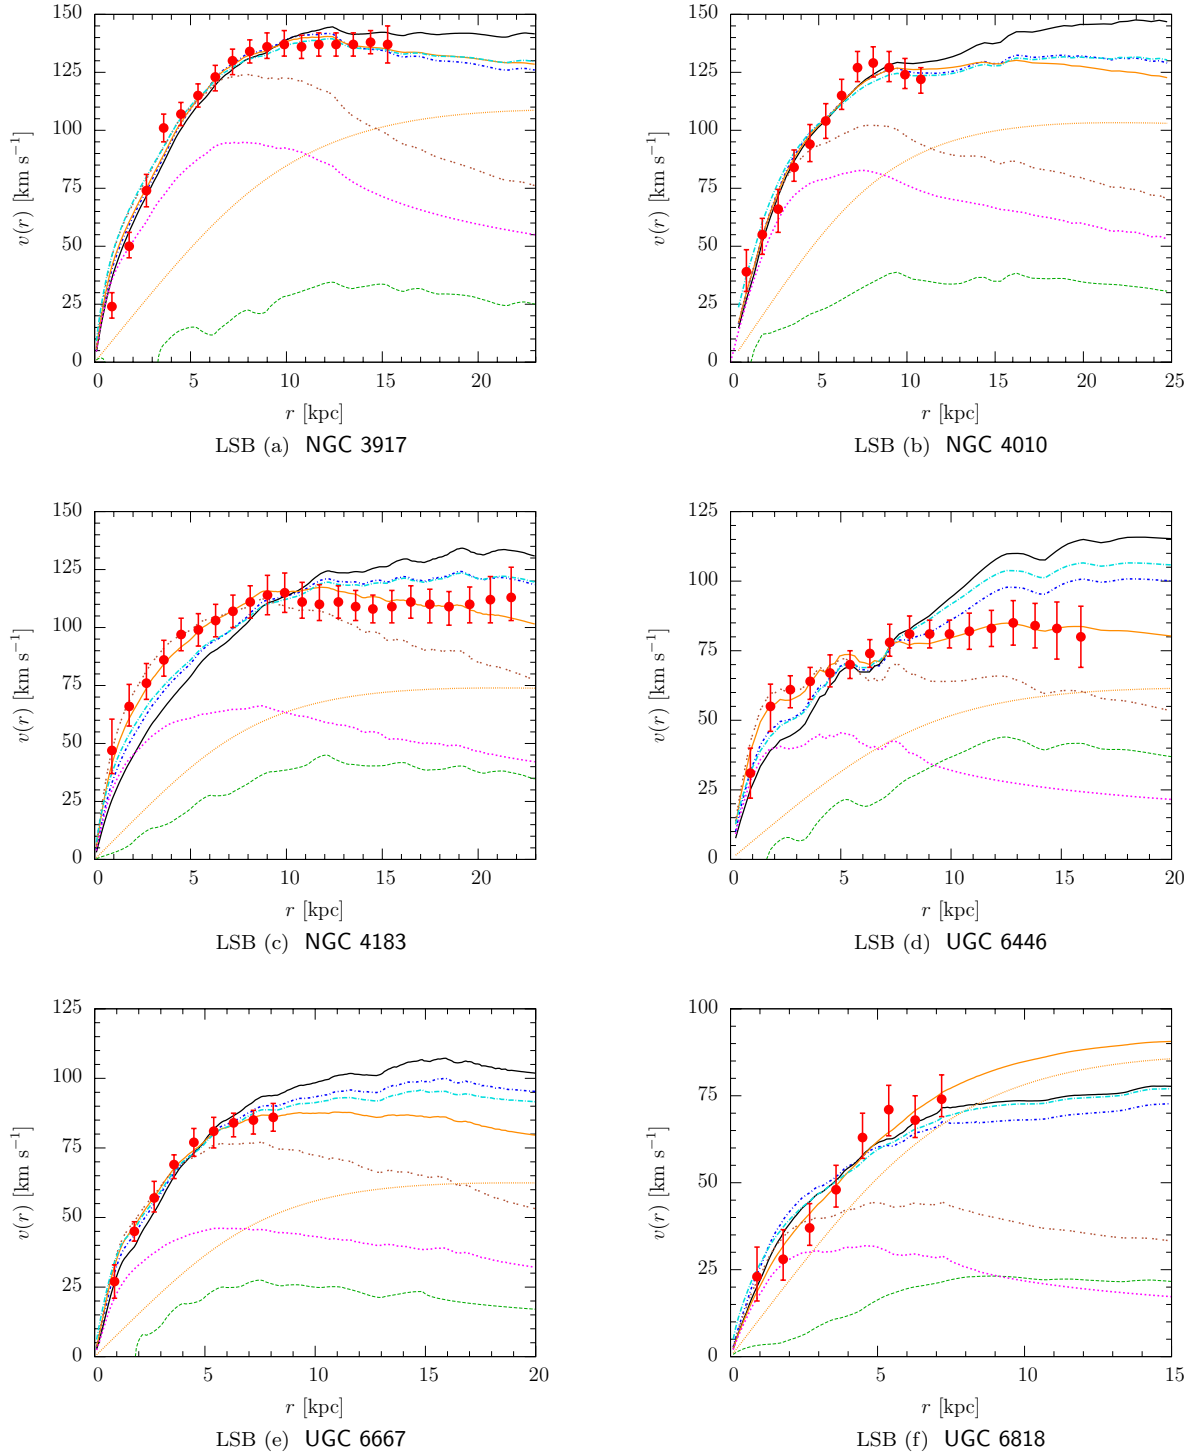 150
125
100
75
50
25
0
v(r) [km s⁻¹]
0 5 10 15 20
r [kpc]
LSB (a) NGC 3917
150
125
100
75
50
25
0
v(r) [km s⁻¹]
0 5 10 15 20 25
r [kpc]
LSB (b) NGC 4010
150
125
100
75
50
25
0
v(r) [km s⁻¹]
0 5 10 15 20
r [kpc]
LSB (c) NGC 4183
125
100
75
50
25
0
v(r) [km s⁻¹]
0 5 10 15 20
r [kpc]
LSB (d) UGC 6446
125
100
75
50
25
0
v(r) [km s⁻¹]
0 5 10 15 20
r [kpc]
LSB (e) UGC 6667
100
75
50
25
0
v(r) [km s⁻¹]
0 5 10 15
r [kpc]
LSB (f) UGC 6818